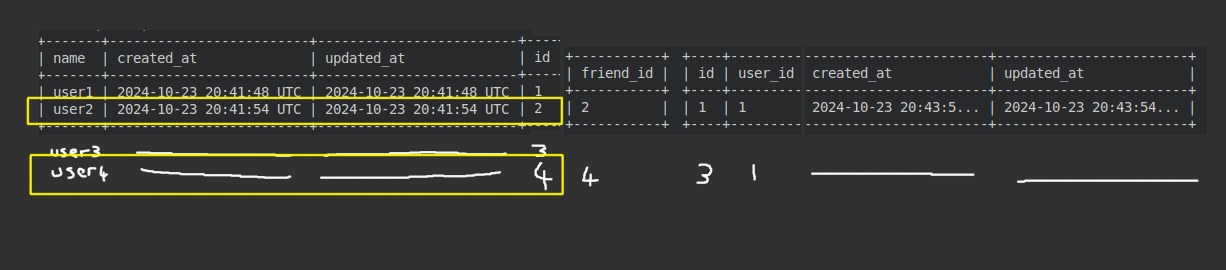 | name | created_at | updated_at | id
| friend_id | | id | user_id | created_at | updated_at |
| user1 | 2024-10-23 20:41:48 UTC | 2024-10-23 20:41:48 UTC | 1
| user2 | 2024-10-23 20:41:54 UTC | 2024-10-23 20:41:54 UTC | 2 | 2 | | 1 | 1 | 2024-10-23 20:43:5... | 2024-10-23 20:43:54... |
user3 3
user4 4 4 3 1